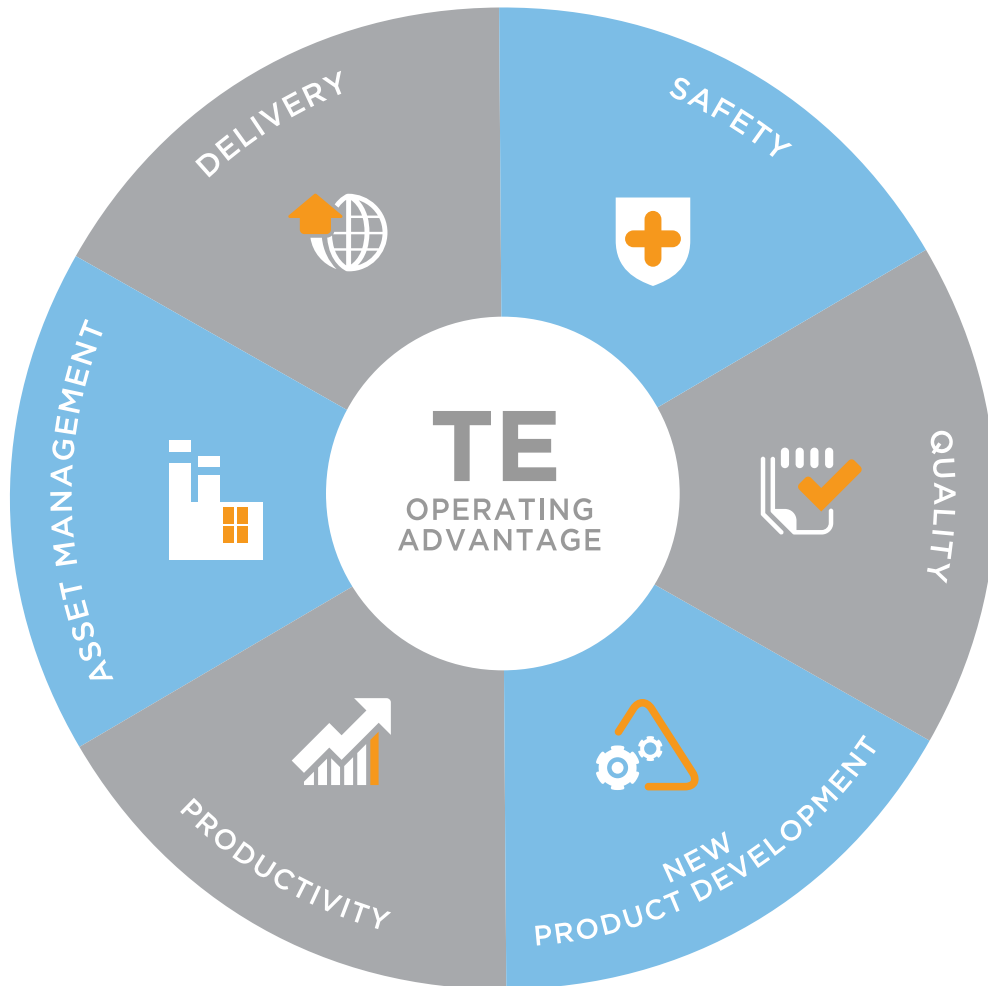 TE
OPERATING
ADVANTAGE
SAFETY
QUALITY
NEW
PRODUCT DEVELOPMENT
PRODUCTIVITY
ASSET MANAGEMENT
DELIVERY